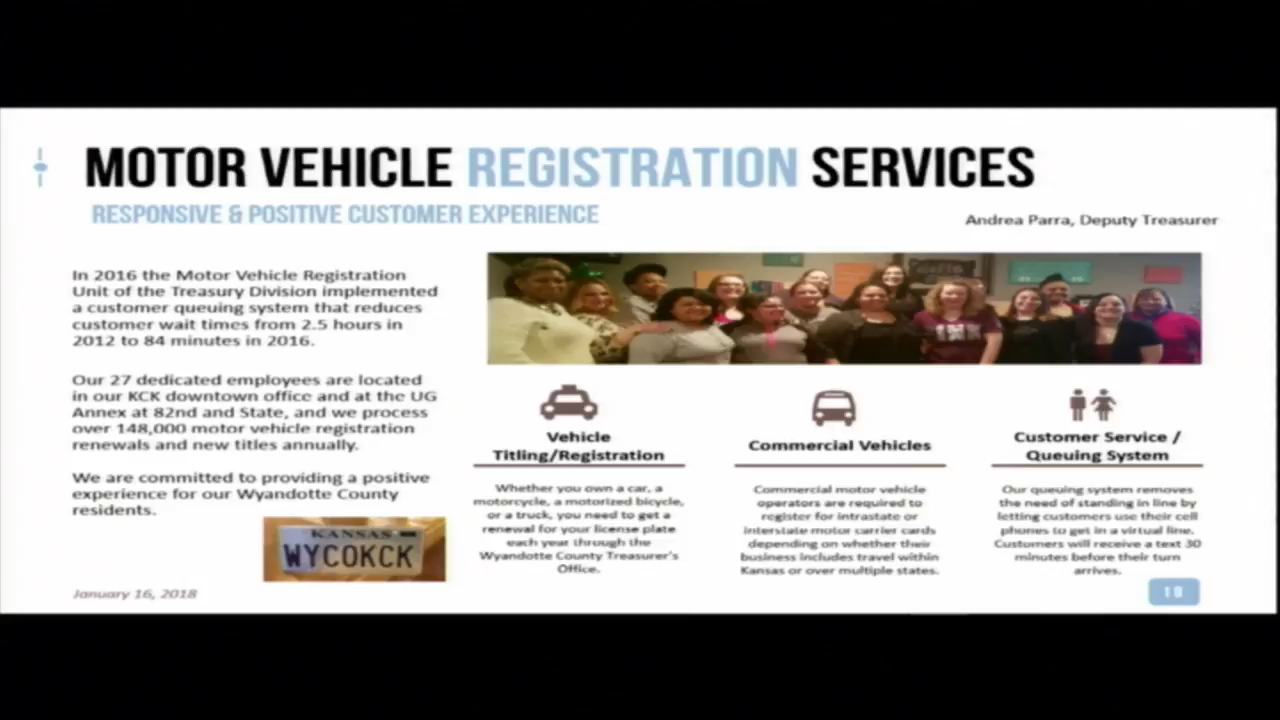 MOTOR VEHICLE REGISTRATION SERVICES
RESPONSIVE & POSITIVE CUSTOMER EXPERIENCE
Andrea Parra, Deputy Treasurer
In 2016 the Motor Vehicle Registration
Unit of the Treasury Division implemented
a customer queuing system that reduces
customer wait times from 2.5 hours in
2012 to 84 minutes in 2016.
Our 27 dedicated employees are located
in our KCK downtown office and at the UG
Annex at 82nd and State, and we process
over 148,000 motor vehicle registration
renewals and new titles annually.
We are committed to providing a positive
experience for our Wyandotte County
residents.
KANSAS
WYCOKCK
January 16, 2018
Vehicle
Titling/Registration
Whether you own a car, a
motorcycle, a motorized bicycle,
or a truck, you need to get a
renewal for your license plate
each year through the
Wyandotte County Treasurer's
Office.
Commercial Vehicles
Commercial motor vehicle
operators are required to
register for intrastate or
interstate motor carrier cards
depending on whether their
business includes travel within
Kansas or over multiple states.
Customer Service /
Queuing System
Our queuing system removes
the need of standing in line by
letting customers use their cell
phones to get in a virtual line.
Customers will receive a text 30
minutes before their turn
arrives.